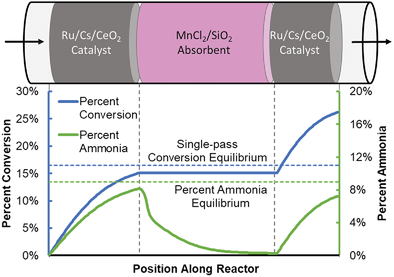 Ru/Cs/CeO2
Catalyst
MnCl2/SiO2
Absorbent
Ru/Cs/CeO2
Catalyst
30%
25%
20%
15%
10%
5%
0%
Percent Conversion
Percent
Conversion
Percent
Ammonia
Single-pass
Conversion Equilibrium
Percent Ammonia
Equilibrium
20%
16%
12%
8%
4%
0%
Percent Ammonia
Position Along Reactor